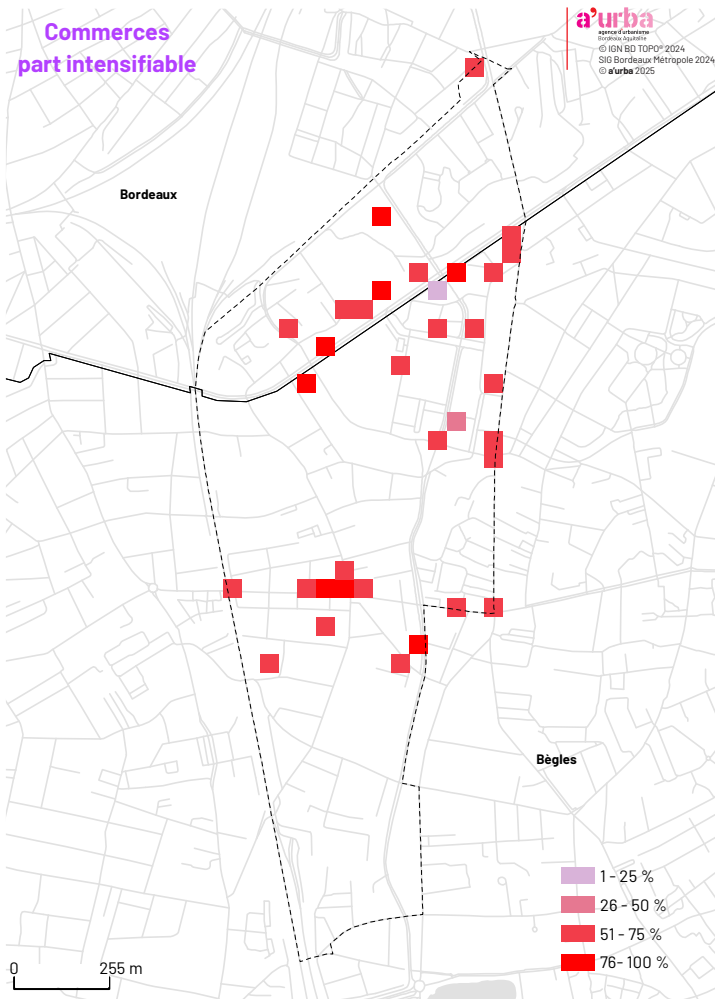 Commerces
part intensifiable
a'urba
agence d'urbanisme
Bordeaux Aquitaine
© IGN BD TOPO® 2024
SIG Bordeaux Métropole 2024
© a'urba 2025
Bordeaux
Bègles
1 - 25 %
26 - 50 %
51 - 75 %
76- 100 %
0 255 m